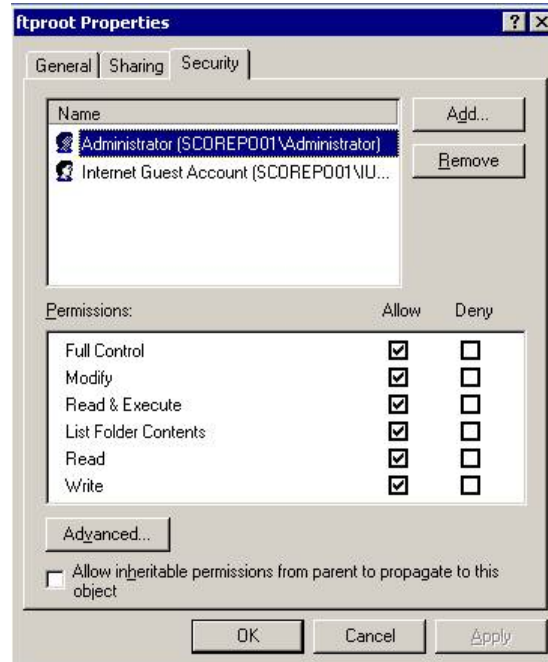 ftproot Properties
General Sharing Security
Name
Add...
Administrator (SCOREPO01\Administrator)
Internet Guest Account (SCOREPO01\IU...
Remove
Permissions: Allow Deny
Full Control
Modify
Read & Execute
List Folder Contents
Read
Write
Advanced...
Allow inheritable permissions from parent to propagate to this
object
OK Cancel Apply